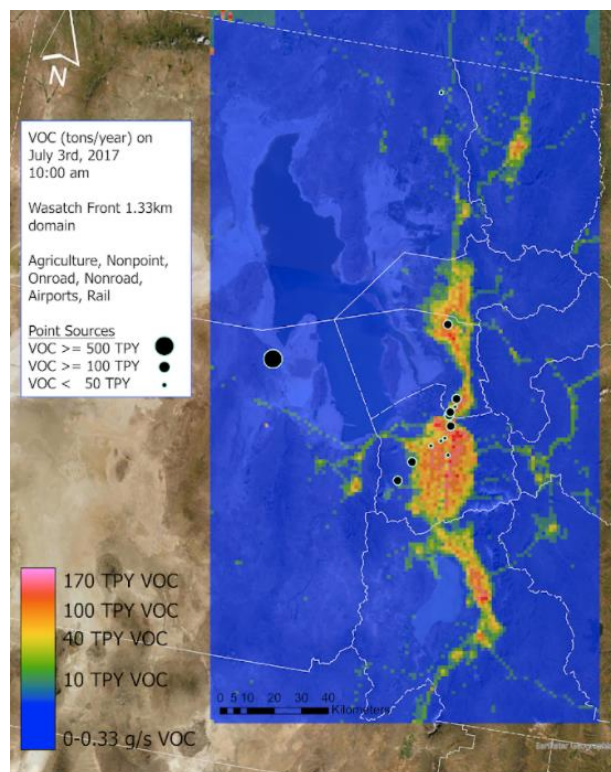 N
VOC (tons/year) on
July 3rd, 2017
10:00 am
Wasatch Front 1.33km
domain
Agriculture, Nonpoint,
Onroad, Nonroad,
Airports, Rail
Point Sources
VOC >= 500 TPY
VOC >= 100 TPY
VOC < 50 TPY
170 TPY VOC
100 TPY VOC
40 TPY VOC
10 TPY VOC
0-0.33 g/s VOC
0 5 10 20 30 40
Kilometers
Earthstar Geographics